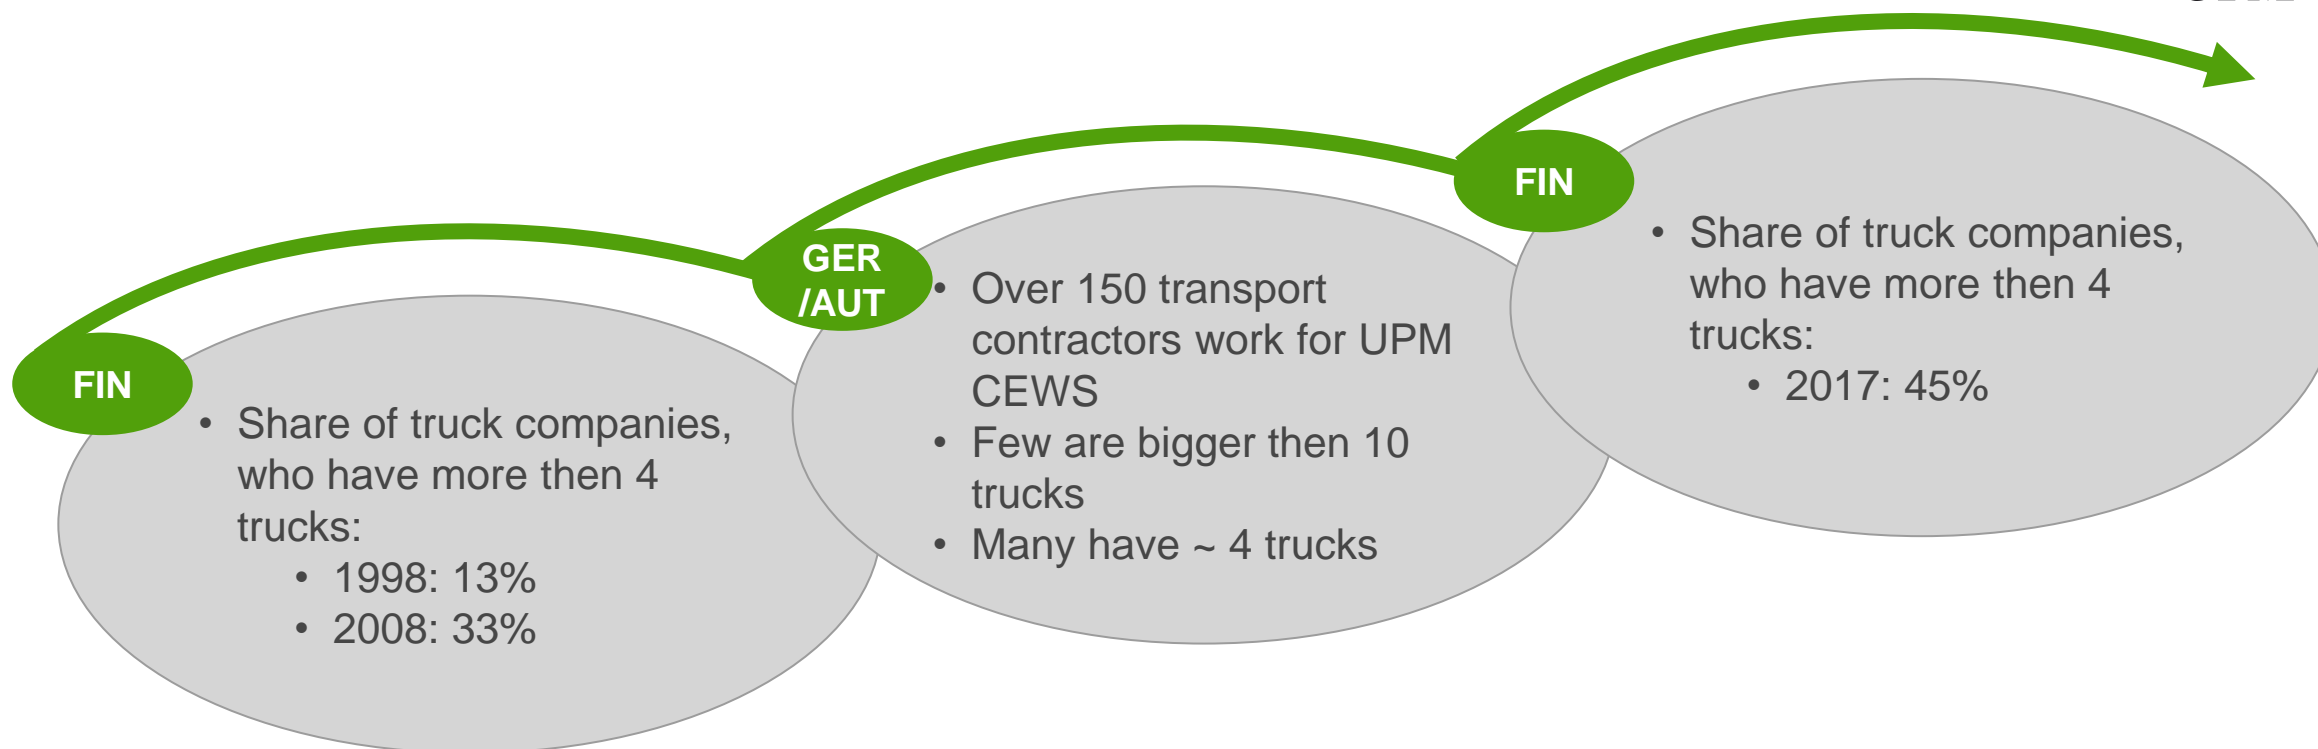 FIN
• Share of truck companies,
who have more then 4
trucks:
• 1998: 13%
• 2008: 33%
GER
/AUT
• Over 150 transport
contractors work for UPM
CEWS
• Few are bigger then 10
trucks
• Many have ~ 4 trucks
FIN
• Share of truck companies,
who have more then 4
trucks:
• 2017: 45%